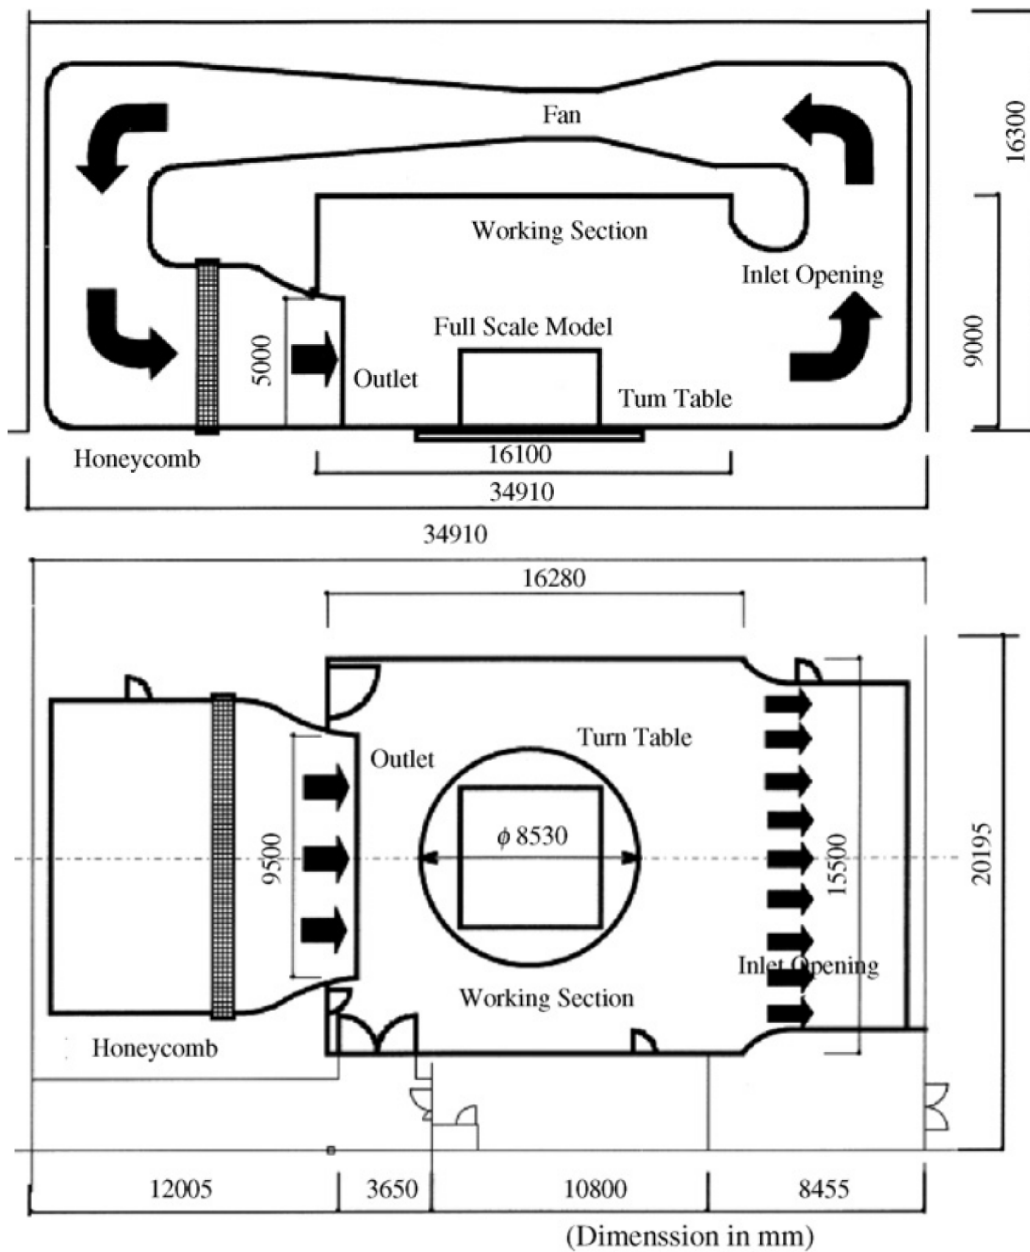 Fan
16300
Working Section
Inlet Opening
Full Scale Model
9000
5000
Outlet
Tum Table
Honeycomb
16100
34910
34910
16280
Turn Table
Outlet
ϕ 8530
9500
15500
20195
Inlet Opening
Working Section
Honeycomb
12005
3650
10800
8455
(Dimenssion in mm)